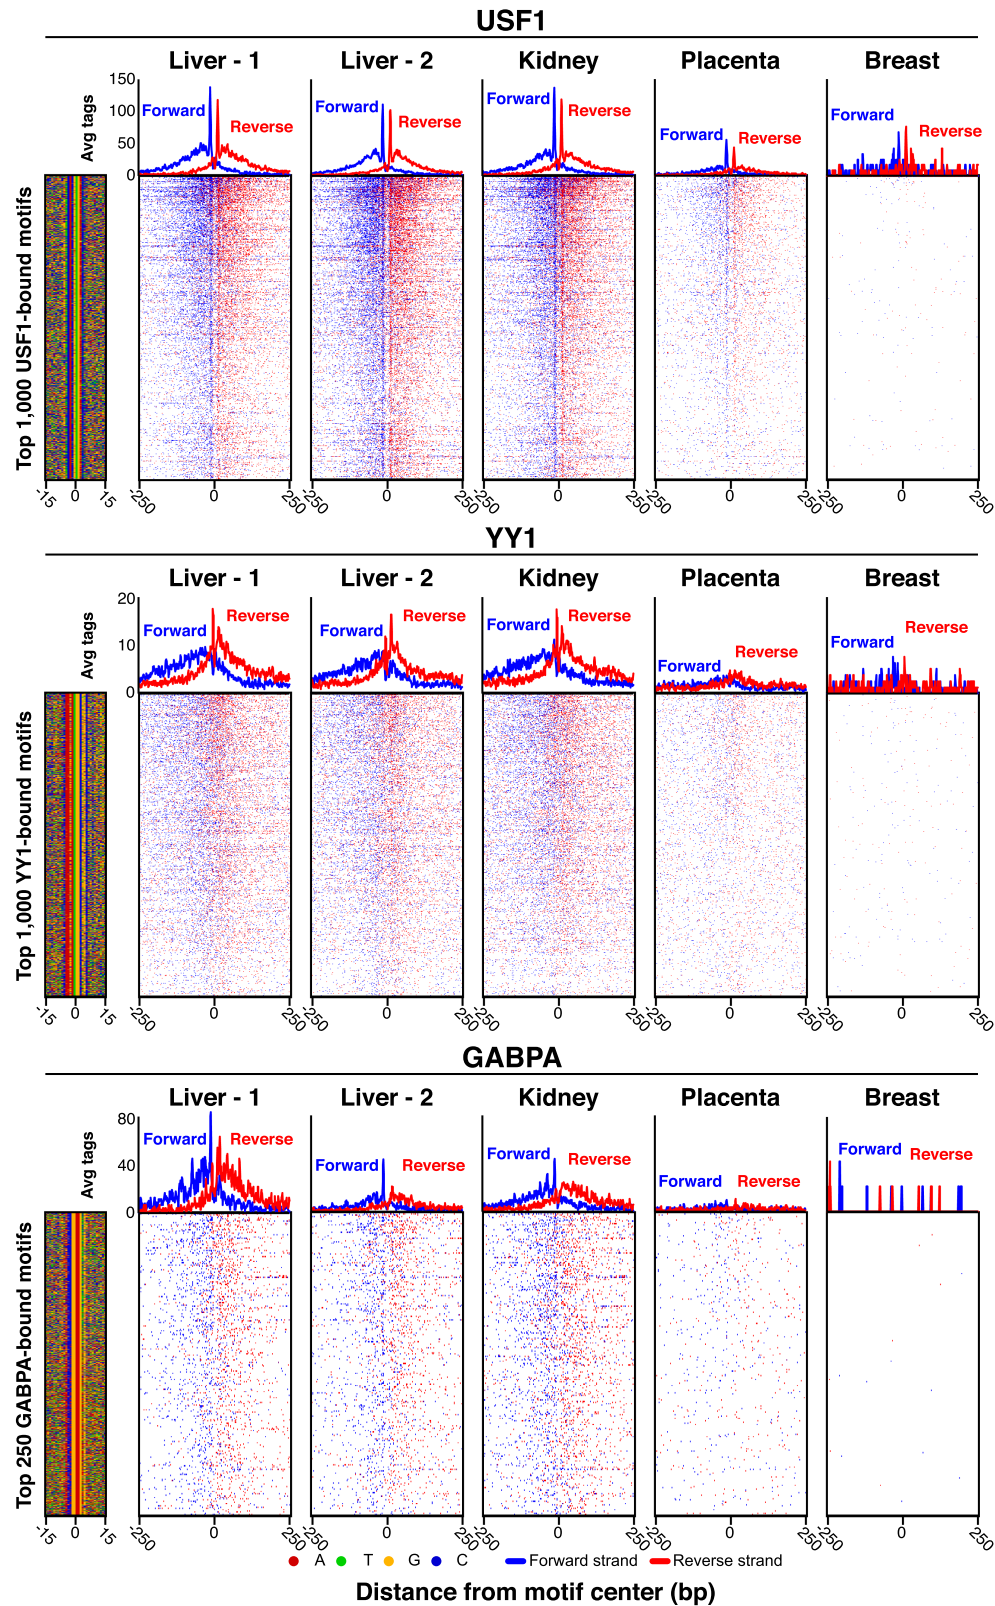 USF1
Liver - 1 Liver - 2 Kidney Placenta Breast
Avg tags
150
100
50
0
Forward Reverse
Forward Reverse
Forward Reverse
Forward Reverse
Forward Reverse
Top 1,000 USF1-bound motifs
-15 0 15 -250 0 250 -250 0 250 -250 0 250 -250 0 250 -250 0 250
YY1
Liver - 1 Liver - 2 Kidney Placenta Breast
Avg tags
20
10
0
Forward Reverse
Forward Reverse
Forward Reverse
Forward Reverse
Forward Reverse
Top 1,000 YY1-bound motifs
-15 0 15 -250 0 250 -250 0 250 -250 0 250 -250 0 250 -250 0 250
GABPA
Liver - 1 Liver - 2 Kidney Placenta Breast
Avg tags
80
40
0
Forward Reverse
Forward Reverse
Forward Reverse
Forward Reverse
Forward Reverse
Top 250 GABPA-bound motifs
-15 0 15 -250 0 250 -250 0 250 -250 0 250 -250 0 250 -250 0 250
A T G C Forward strand Reverse strand
Distance from motif center (bp)